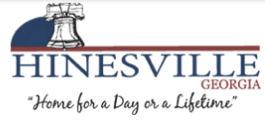 HINESVILLE
GEORGIA
"Home for a Day or a Lifetime"